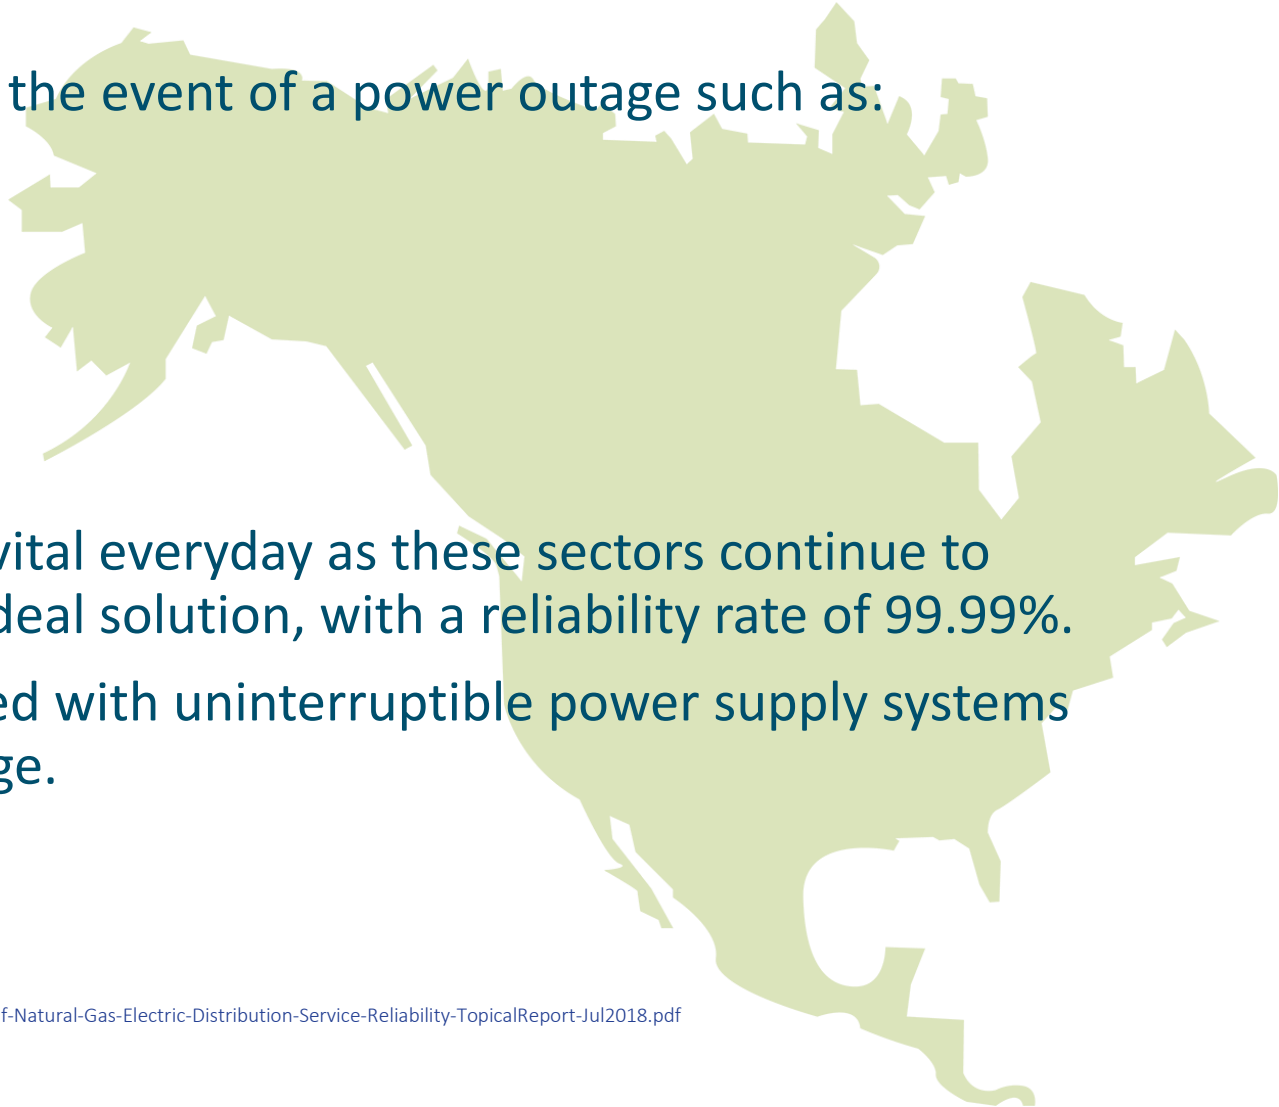 the event of a power outage such as:
vital everyday as these sectors continue to
deal solution, with a reliability rate of 99.99%.
ed with uninterruptible power supply systems
ge.
f-Natural-Gas-Electric-Distribution-Service-Reliability-TopicalReport-Jul2018.pdf